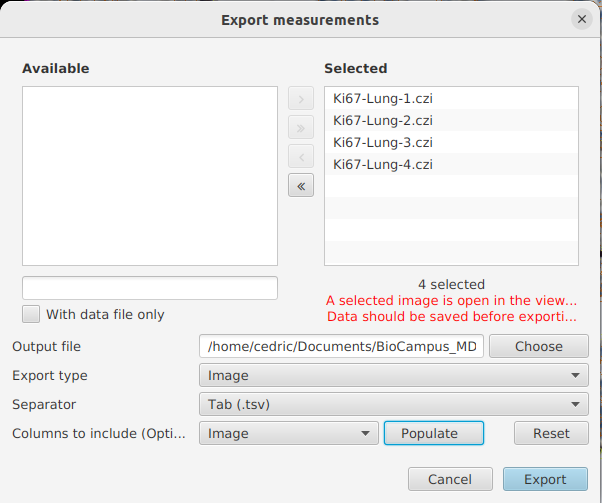 Export measurements
Available
Selected
Ki67-Lung-1.czi
Ki67-Lung-2.czi
Ki67-Lung-3.czi
Ki67-Lung-4.czi
4 selected
A selected image is open in the view...
With data file only
Data should be saved before exporti...
Output file /home/cedric/Documents/BioCampus_MD Choose
Export type Image
Separator Tab (.tsv)
Columns to include (Opti... Image Populate Reset
Cancel Export